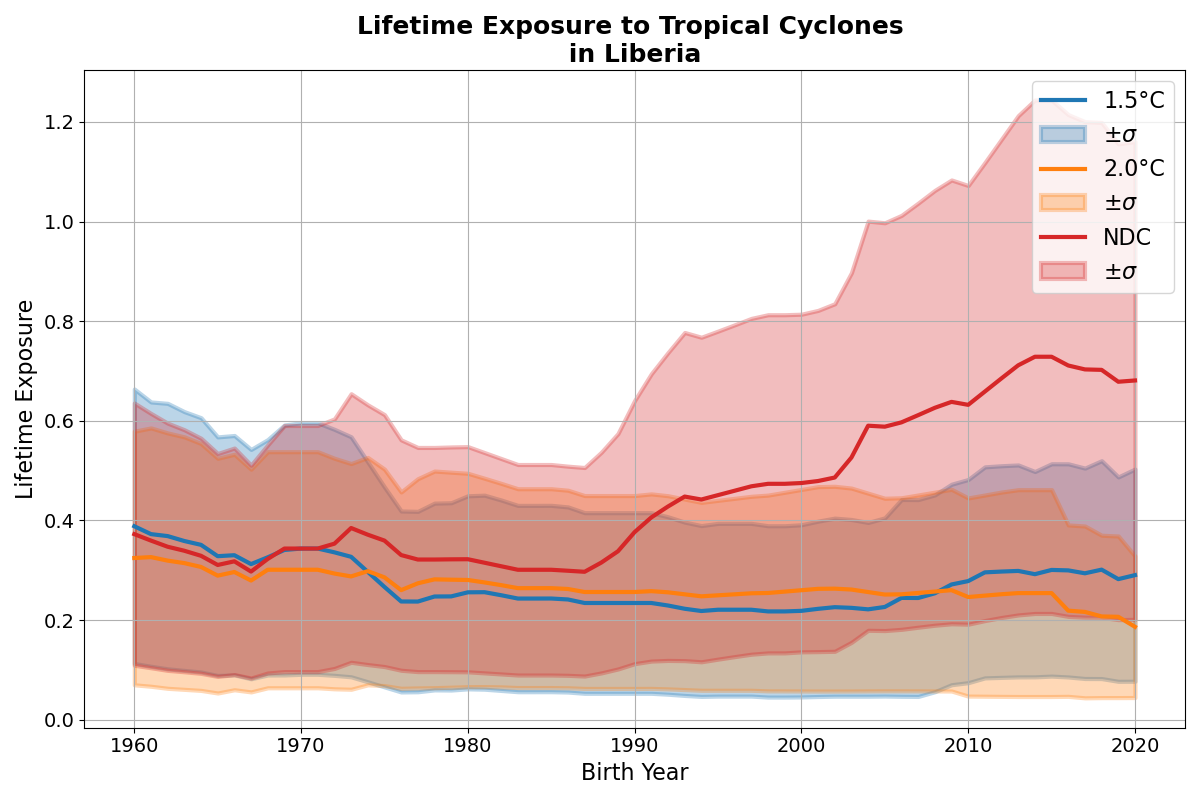 Lifetime Exposure to Tropical Cyclones
in Liberia
Lifetime Exposure
1.2
1.0
0.8
0.6
0.4
0.2
0.0
1960
1970
1980
1990
2000
2010
2020
Birth Year
1.5°C
±σ
2.0°C
±σ
NDC
±σ